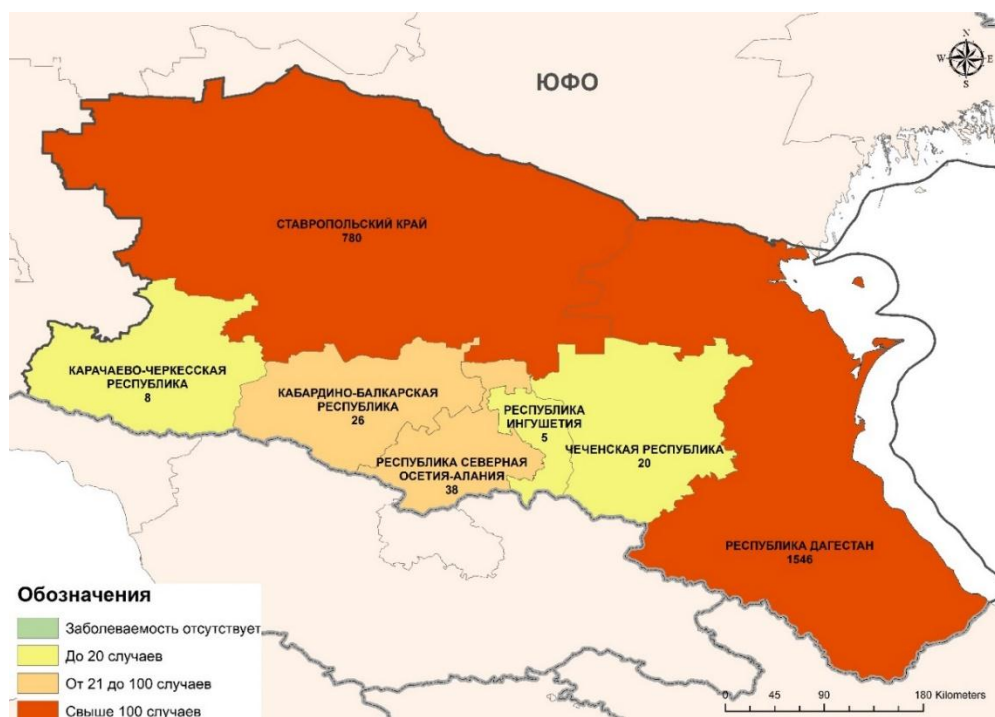 ЮФО
N
W E
S
СТАВРОПОЛЬСКИЙ КРАЙ
780
КАРАЧАЕВО-ЧЕРКЕССКАЯ
РЕСПУБЛИКА
8
КАБАРДИНО-БАЛКАРСКАЯ
РЕСПУБЛИКА
26
РЕСПУБЛИКА
ИНГУШЕТИЯ
5
ЧЕЧЕНСКАЯ РЕСПУБЛИКА
20
РЕСПУБЛИКА СЕВЕРНАЯ
ОСЕТИЯ-АЛАНИЯ
38
РЕСПУБЛИКА ДАГЕСТАН
1546
Обозначения
Заболеваемость отсутствует
До 20 случаев
От 21 до 100 случаев
Свыше 100 случаев
0 45 90 180 Kilometers